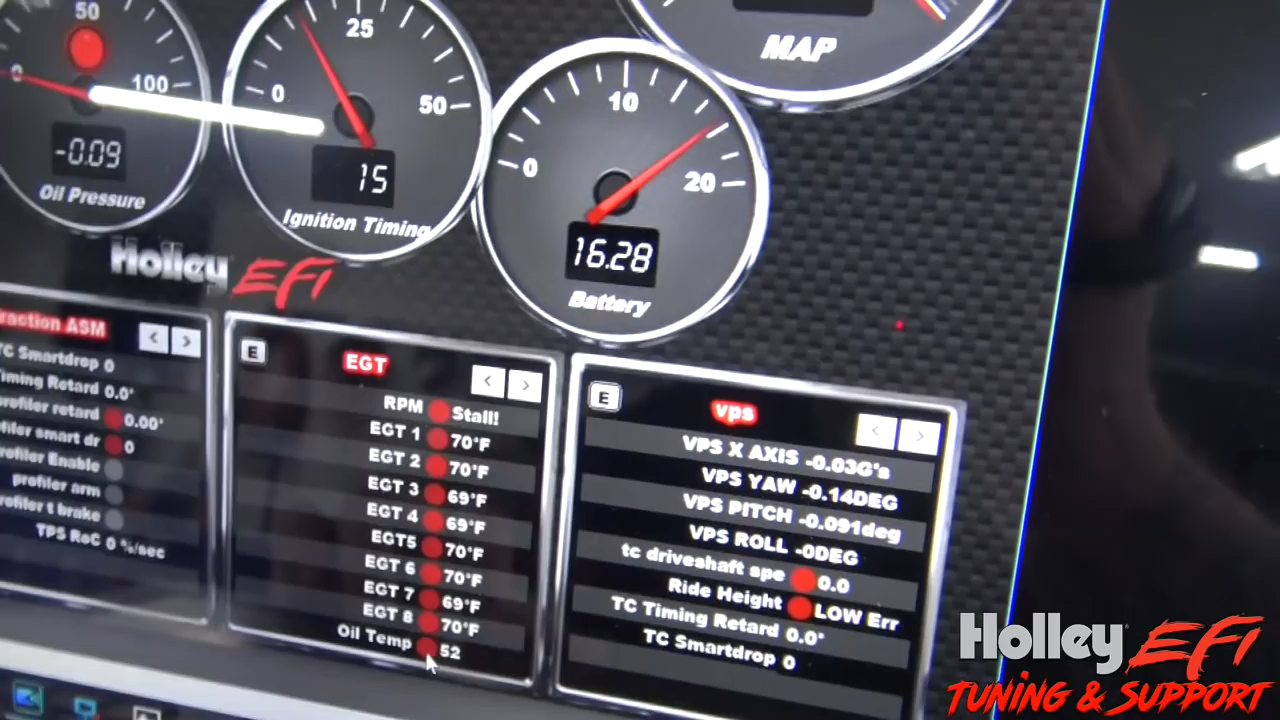 50
0
100
-0.09
Oil Pressure
25
0
50
15
Ignition Timing
10
0
20
16.28
Battery
MAP
Holley EFI
raction ASM
< >
TC Smartdrop 0
Timing Retard 0.0°
profiler retard 0.00°
ofiler smart dr 0
ofiler Enable
profiler arm
rofiler t brake
TPS RoC 0 %/sec
E EGT < >
RPM Stall!
EGT 1 70°F
EGT 2 70°F
EGT 3 69°F
EGT 4 69°F
EGT5 70°F
EGT 6 70°F
EGT 7 69°F
EGT 8 70°F
Oil Temp 52
E vps < >
VPS X AXIS -0.03G's
VPS YAW -0.14DEG
VPS PITCH -0.091deg
VPS ROLL -0DEG
tc driveshaft spe 0.0
Ride Height LOW Err
TC Timing Retard 0.0°
TC Smartdrop 0
Holley EFI
TUNING & SUPPORT